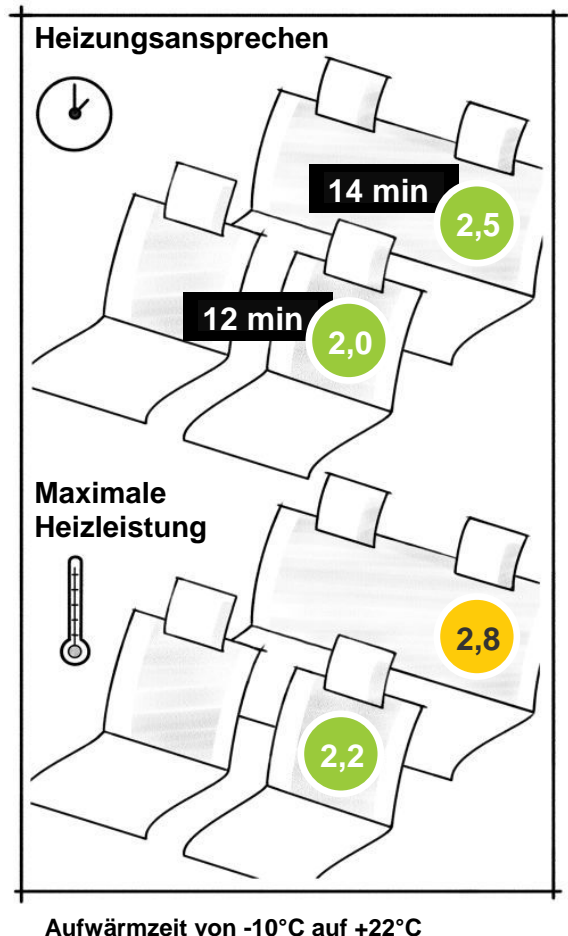 Heizungsansprechen
14 min
2,5
12 min
2,0
Maximale
Heizleistung
2,8
2,2
Aufwärmzeit von -10°C auf +22°C